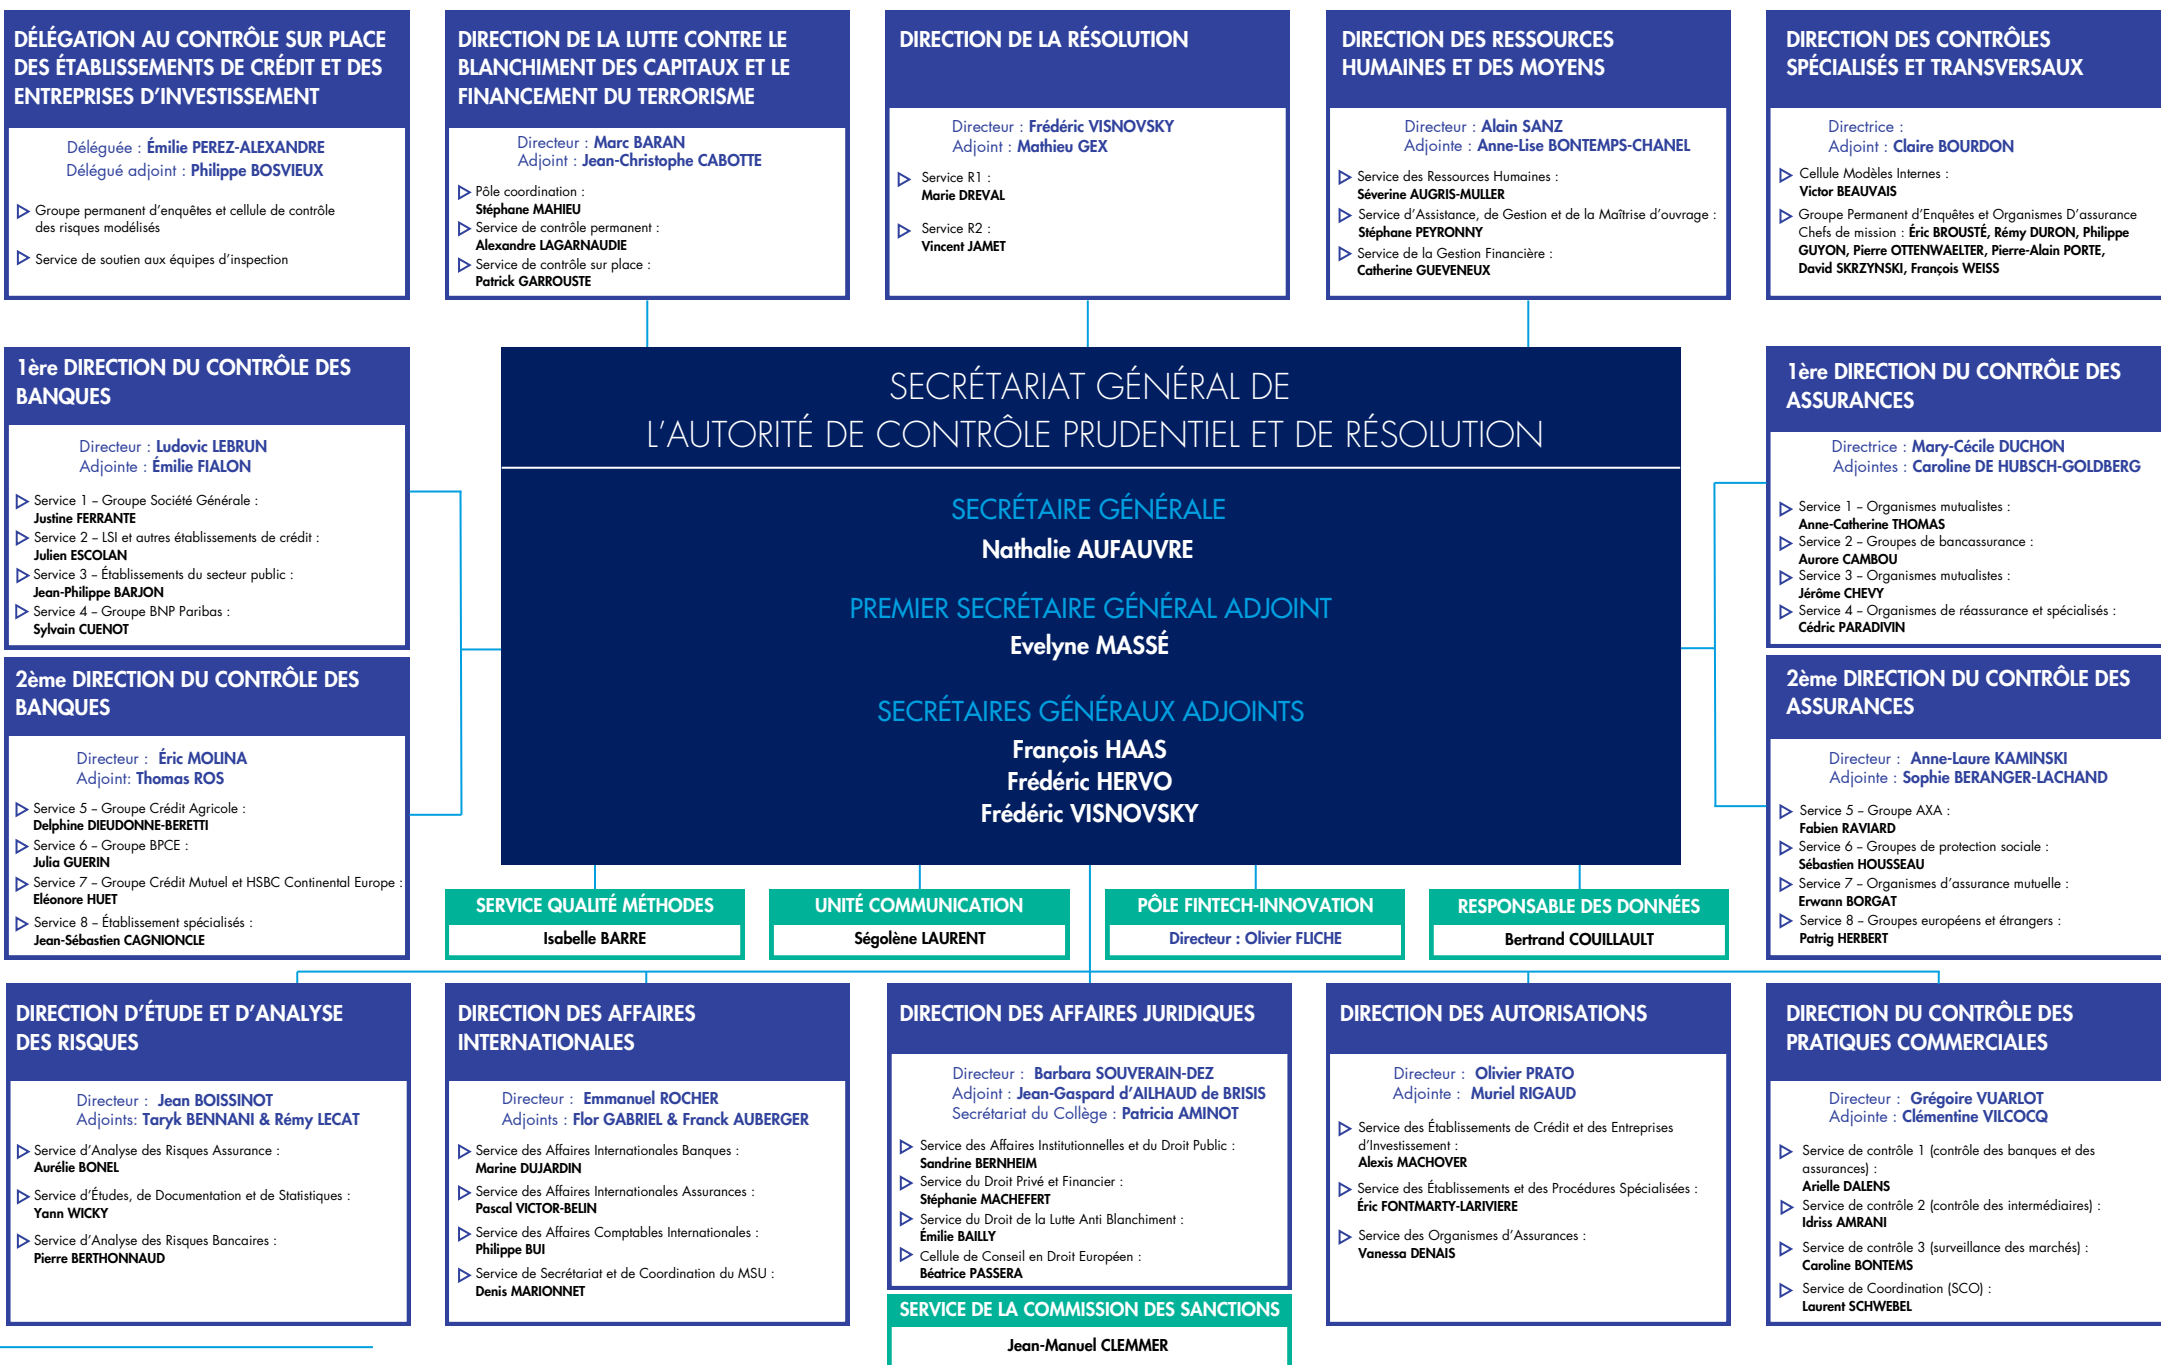 DÉLÉGATION AU CONTRÔLE SUR PLACE
DES ÉTABLISSEMENTS DE CRÉDIT ET DES
ENTREPRISES D'INVESTISSEMENT
Déléguée : Émilie PEREZ-ALEXANDRE
Délégué adjoint : Philippe BOSVIEUX
Groupe permanent d'enquêtes et cellule de contrôle
des risques modélisés
Service de soutien aux équipes d'inspection
DIRECTION DE LA LUTTE CONTRE LE
BLANCHIMENT DES CAPITAUX ET LE
FINANCEMENT DU TERRORISME
Directeur : Marc BARAN
Adjoint : Jean-Christophe CABOTTE
Pôle coordination :
Stéphane MAHIEU
Service de contrôle permanent :
Alexandre LAGARNAUDIE
Service de contrôle sur place :
Patrick GARROUSTE
DIRECTION DE LA RÉSOLUTION
Directeur : Frédéric VISNOVSKY
Adjoint : Mathieu GEX
Service R1 :
Marie DREVAL
Service R2 :
Vincent JAMET
DIRECTION DES RESSOURCES
HUMAINES ET DES MOYENS
Directeur : Alain SANZ
Adjointe : Anne-Lise BONTEMPS-CHANEL
Service des Ressources Humaines :
Séverine AUGRIS-MULLER
Service d'Assistance, de Gestion et de la Maîtrise d'ouvrage :
Stéphane PEYRONNY
Service de la Gestion Financière :
Catherine GUEVENEUX
DIRECTION DES CONTRÔLES
SPÉCIALISÉS ET TRANSVERSAUX
Directrice :
Adjoint : Claire BOURDON
Cellule Modèles Internes :
Victor BEAUVAIS
Groupe Permanent d'Enquêtes et Organismes D'assurance
Chefs de mission : Éric BROUSTÉ, Rémy DURON, Philippe
GUYON, Pierre OTTENWAELTER, Pierre-Alain PORTE,
David SKRZYNSKI, François WEISS
1ère DIRECTION DU CONTRÔLE DES
BANQUES
Directeur : Ludovic LEBRUN
Adjointe : Émilie FIALON
Service 1 – Groupe Société Générale :
Justine FERRANTE
Service 2 – LSI et autres établissements de crédit :
Julien ESCOLAN
Service 3 – Établissements du secteur public :
Jean-Philippe BARJON
Service 4 – Groupe BNP Paribas :
Sylvain CUENOT
2ème DIRECTION DU CONTRÔLE DES
BANQUES
Directeur : Éric MOLINA
Adjoint: Thomas ROS
Service 5 – Groupe Crédit Agricole :
Delphine DIEUDONNE-BERETTI
Service 6 – Groupe BPCE :
Julia GUERIN
Service 7 – Groupe Crédit Mutuel et HSBC Continental Europe :
Eléonore HUET
Service 8 – Établissement spécialisés :
Jean-Sébastien CAGNIONCLE
SECRÉTARIAT GÉNÉRAL DE
L'AUTORITÉ DE CONTRÔLE PRUDENTIEL ET DE RÉSOLUTION
SECRÉTAIRE GÉNÉRALE
Nathalie AUFAUVRE
PREMIER SECRÉTAIRE GÉNÉRAL ADJOINT
Evelyne MASSÉ
SECRÉTAIRES GÉNÉRAUX ADJOINTS
François HAAS
Frédéric HERVO
Frédéric VISNOVSKY
1ère DIRECTION DU CONTRÔLE DES
ASSURANCES
Directrice : Mary-Cécile DUCHON
Adjointes : Caroline DE HUBSCH-GOLDBERG
Service 1 – Organismes mutualistes :
Anne-Catherine THOMAS
Service 2 – Groupes de bancassurance :
Aurore CAMBOU
Service 3 – Organismes mutualistes :
Jérôme CHEVY
Service 4 – Organismes de réassurance et spécialisés :
Cédric PARADIVIN
2ème DIRECTION DU CONTRÔLE DES
ASSURANCES
Directeur : Anne-Laure KAMINSKI
Adjointe : Sophie BERANGER-LACHAND
Service 5 – Groupe AXA :
Fabien RAVIARD
Service 6 – Groupes de protection sociale :
Sébastien HOUSSEAU
Service 7 – Organismes d'assurance mutuelle :
Erwann BORGAT
Service 8 – Groupes européens et étrangers :
Patrig HERBERT
SERVICE QUALITÉ MÉTHODES
Isabelle BARRE
UNITÉ COMMUNICATION
Ségolène LAURENT
PÔLE FINTECH-INNOVATION
Directeur : Olivier FLICHE
RESPONSABLE DES DONNÉES
Bertrand COUILLAULT
DIRECTION D'ÉTUDE ET D'ANALYSE
DES RISQUES
Directeur : Jean BOISSINOT
Adjoints: Taryk BENNANI & Rémy LECAT
Service d'Analyse des Risques Assurance :
Aurélie BONEL
Service d'Études, de Documentation et de Statistiques :
Yann WICKY
Service d'Analyse des Risques Bancaires :
Pierre BERTHONNAUD
DIRECTION DES AFFAIRES
INTERNATIONALES
Directeur : Emmanuel ROCHER
Adjoints : Flor GABRIEL & Franck AUBERGER
Service des Affaires Internationales Banques :
Marine DUJARDIN
Service des Affaires Internationales Assurances :
Pascal VICTOR-BELIN
Service des Affaires Comptables Internationales :
Philippe BUI
Service de Secrétariat et de Coordination du MSU :
Denis MARIONNET
DIRECTION DES AFFAIRES JURIDIQUES
Directeur : Barbara SOUVERAIN-DEZ
Adjoint : Jean-Gaspard d'AILHAUD de BRISIS
Secrétariat du Collège : Patricia AMINOT
Service des Affaires Institutionnelles et du Droit Public :
Sandrine BERNHEIM
Service du Droit Privé et Financier :
Stéphanie MACHEFERT
Service du Droit de la Lutte Anti Blanchiment :
Émilie BAILLY
Cellule de Conseil en Droit Européen :
Béatrice PASSERA
SERVICE DE LA COMMISSION DES SANCTIONS
Jean-Manuel CLEMMER
DIRECTION DES AUTORISATIONS
Directeur : Olivier PRATO
Adjointe : Muriel RIGAUD
Service des Établissements de Crédit et des Entreprises
d'Investissement :
Alexis MACHOVER
Service des Établissements et des Procédures Spécialisées :
Éric FONTMARTY-LARIVIERE
Service des Organismes d'Assurances :
Vanessa DENAIS
DIRECTION DU CONTRÔLE DES
PRATIQUES COMMERCIALES
Directeur : Grégoire VUARLOT
Adjointe : Clémentine VILCOCQ
Service de contrôle 1 (contrôle des banques et des
assurances) :
Arielle DALENS
Service de contrôle 2 (contrôle des intermédiaires) :
Idriss AMRANI
Service de contrôle 3 (surveillance des marchés) :
Caroline BONTEMS
Service de Coordination (SCO) :
Laurent SCHWEBEL